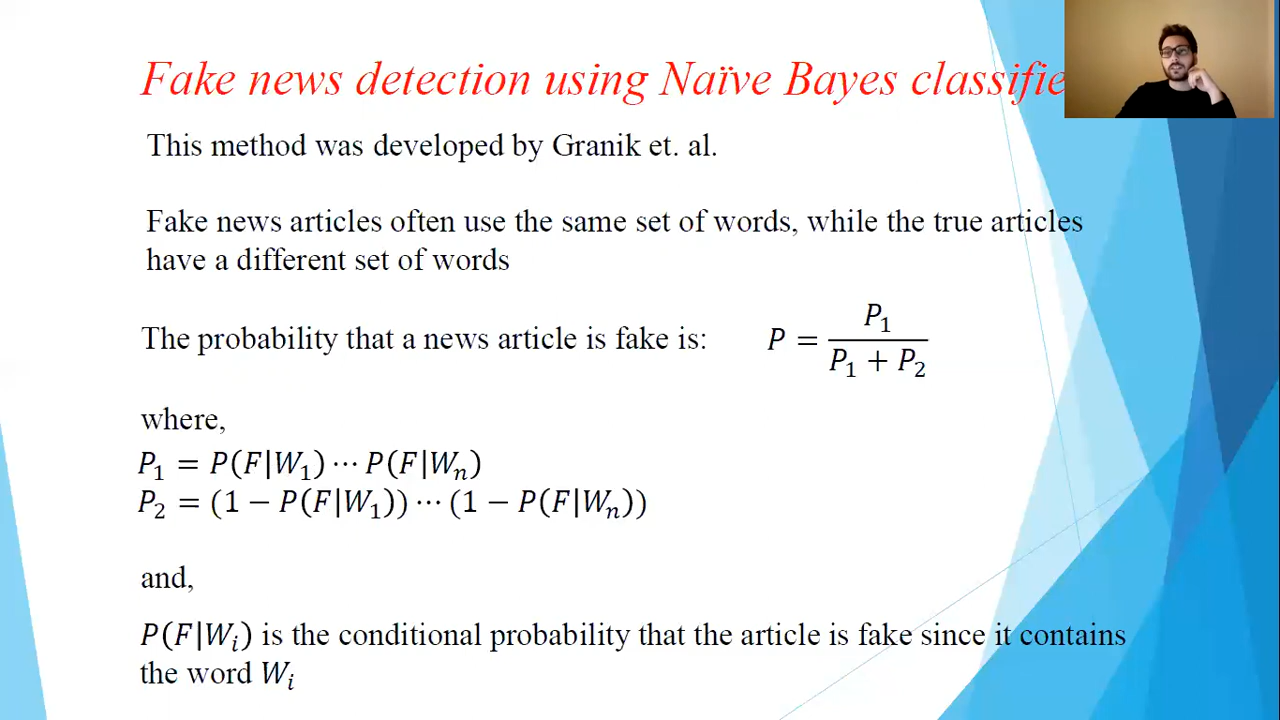 Fake news detection using Naïve Bayes classifie
This method was developed by Granik et. al.
Fake news articles often use the same set of words, while the true articles
have a different set of words
The probability that a news article is fake is: P = P₁ / (P₁ + P₂)
where,
P₁ = P(F|W₁) ⋯ P(F|Wₙ)
P₂ = (1 − P(F|W₁)) ⋯ (1 − P(F|Wₙ))
and,
P(F|Wᵢ) is the conditional probability that the article is fake since it contains
the word Wᵢ